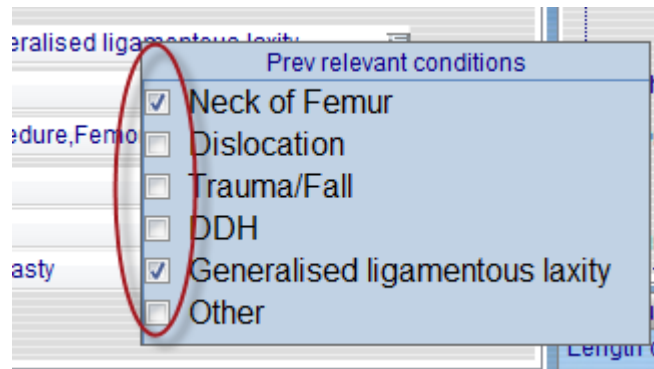 eralised ligamentous laxity
Prev relevant conditions
Neck of Femur
edure,Femo
Dislocation
Trauma/Fall
DDH
asty
Generalised ligamentous laxity
Other
Length